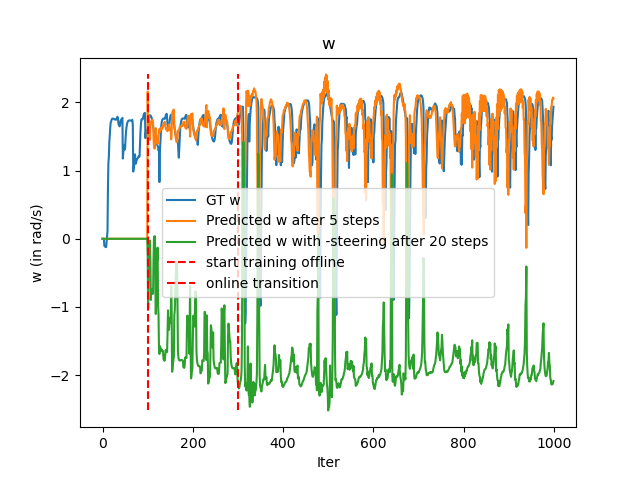 w
w (in rad/s)
2
1
0
−1
−2
GT w
Predicted w after 5 steps
Predicted w with -steering after 20 steps
start training offline
online transition
0 200 400 600 800 1000
Iter